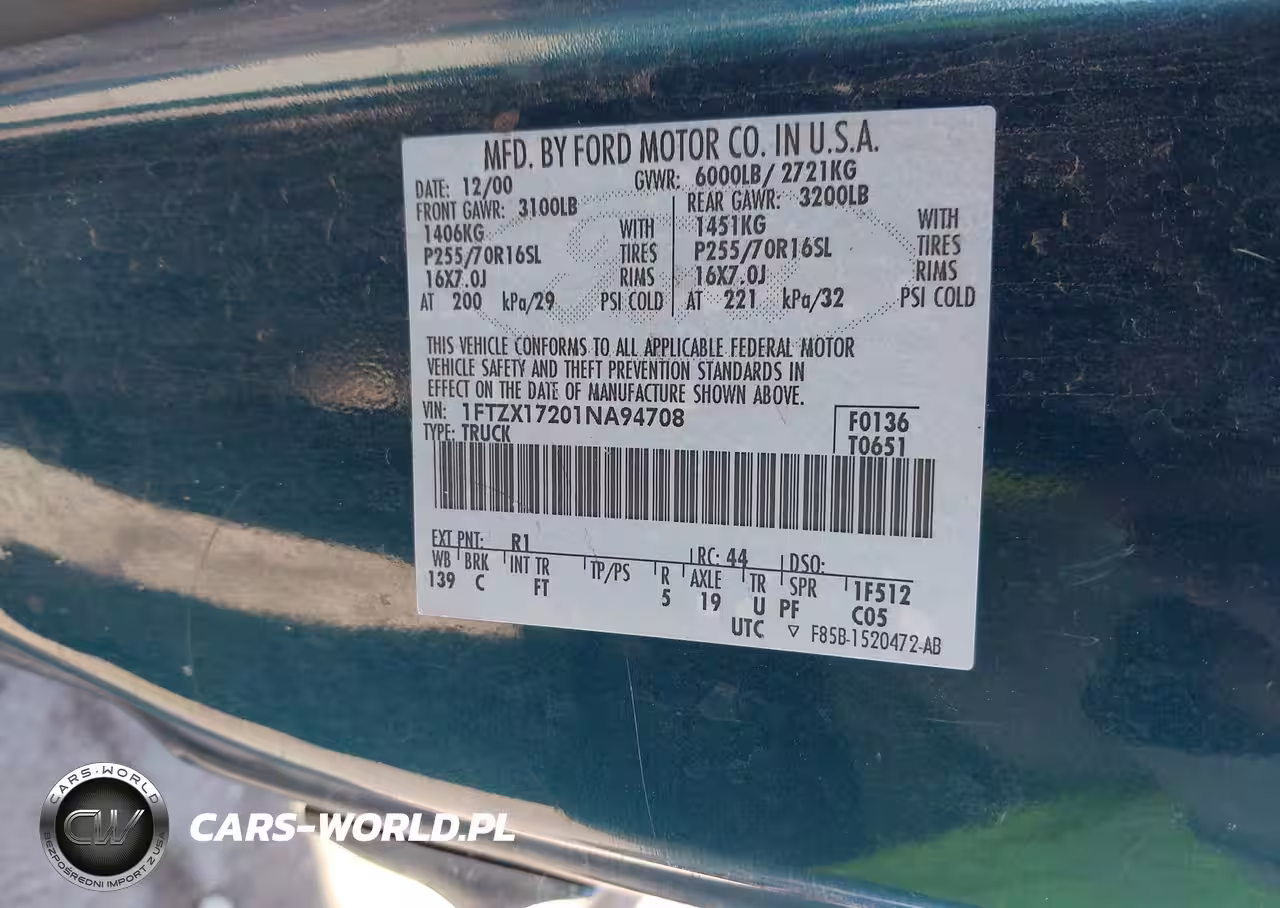 MFD. BY FORD MOTOR CO. IN U.S.A.
DATE: 12/00 GVWR: 6000LB/ 2721KG
FRONT GAWR: 3100LB REAR GAWR: 3200LB
1406KG WITH 1451KG WITH
P255/70R16SL TIRES P255/70R16SL TIRES
16X7.0J RIMS 16X7.0J RIMS
AT 200 kPa/29 PSI COLD AT 221 kPa/32 PSI COLD
THIS VEHICLE CONFORMS TO ALL APPLICABLE FEDERAL MOTOR
VEHICLE SAFETY AND THEFT PREVENTION STANDARDS IN
EFFECT ON THE DATE OF MANUFACTURE SHOWN ABOVE.
VIN: 1FTZX17201NA94708 F0136
TYPE: TRUCK T0651
EXT PNT: R1 RC: 44 DSO:
WB BRK INT TR TP/PS R AXLE TR SPR 1F512
139 C FT 5 19 U PF C05
UTC ▽ F85B-1520472-AB
CARS-WORLD
CW
BEZPOŚREDNI IMPORT Z USA
CARS-WORLD.PL